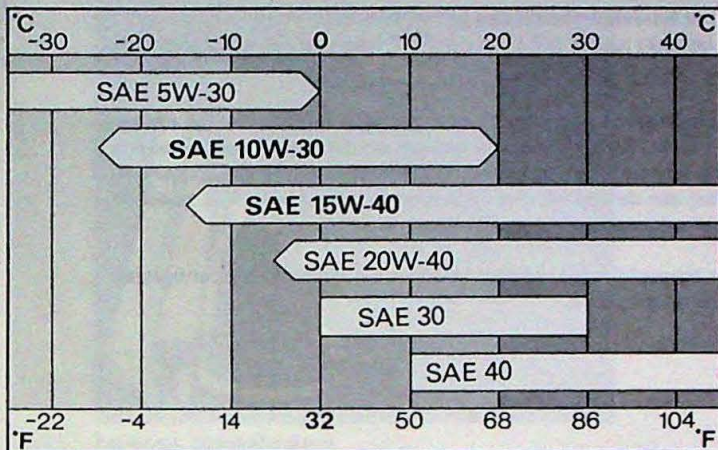 °C °C
-30 -20 -10 0 10 20 30 40
SAE 5W-30
SAE 10W-30
SAE 15W-40
SAE 20W-40
SAE 30
SAE 40
-22 -4 14 32 50 68 86 104
°F °F